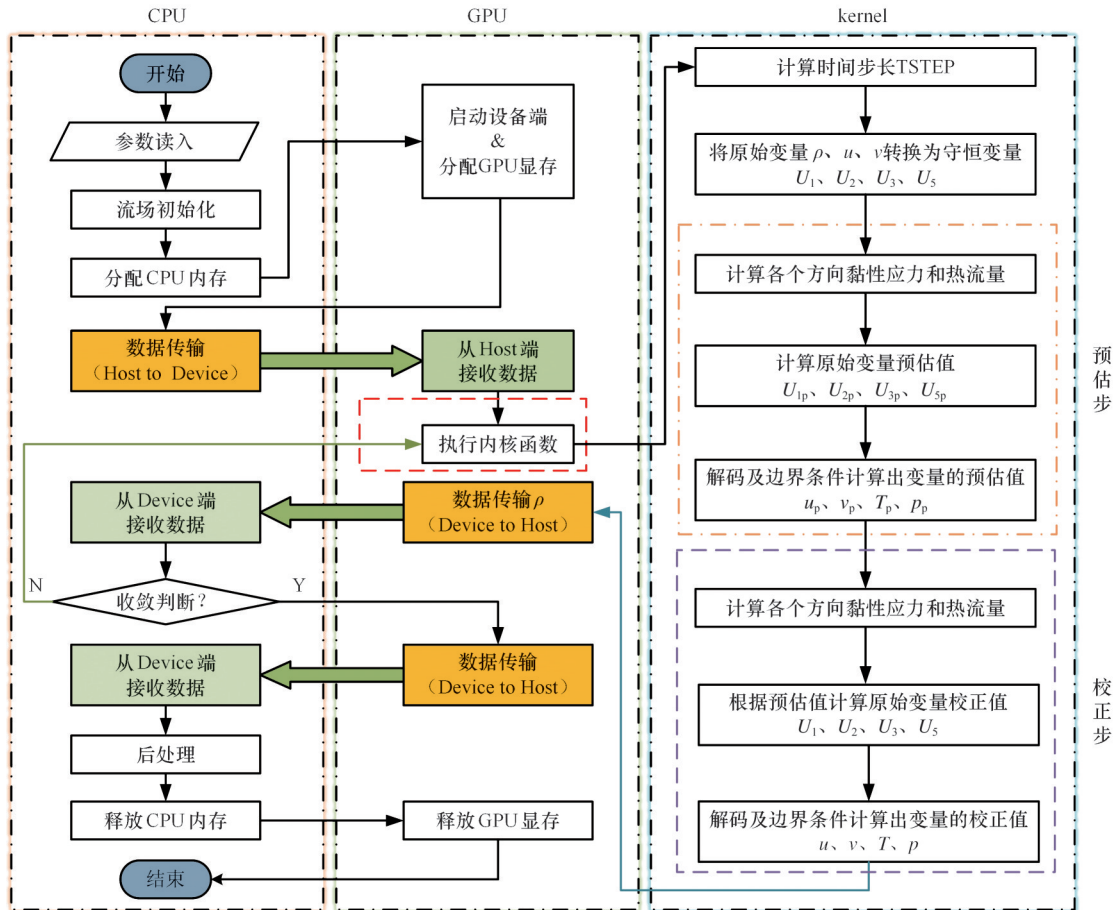 CPU
GPU
kernel
开始
参数读入
流场初始化
分配CPU内存
数据传输
（Host to Device）
从Device端
接收数据
N
收敛判断？
Y
从Device端
接收数据
后处理
释放CPU内存
结束
启动设备端
&
分配GPU显存
从Host端
接收数据
执行内核函数
数据传输ρ
（Device to Host）
数据传输
（Device to Host）
释放GPU显存
计算时间步长TSTEP
将原始变量ρ、u、v转换为守恒变量
U₁、U₂、U₃、U₅
计算各个方向黏性应力和热流量
计算原始变量预估值
U₁ₚ、U₂ₚ、U₃ₚ、U₅ₚ
解码及边界条件计算出变量的预估值
uₚ、vₚ、Tₚ、pₚ
预估步
计算各个方向黏性应力和热流量
根据预估值计算原始变量校正值
U₁、U₂、U₃、U₅
解码及边界条件计算出变量的校正值
u、v、T、p
校正步